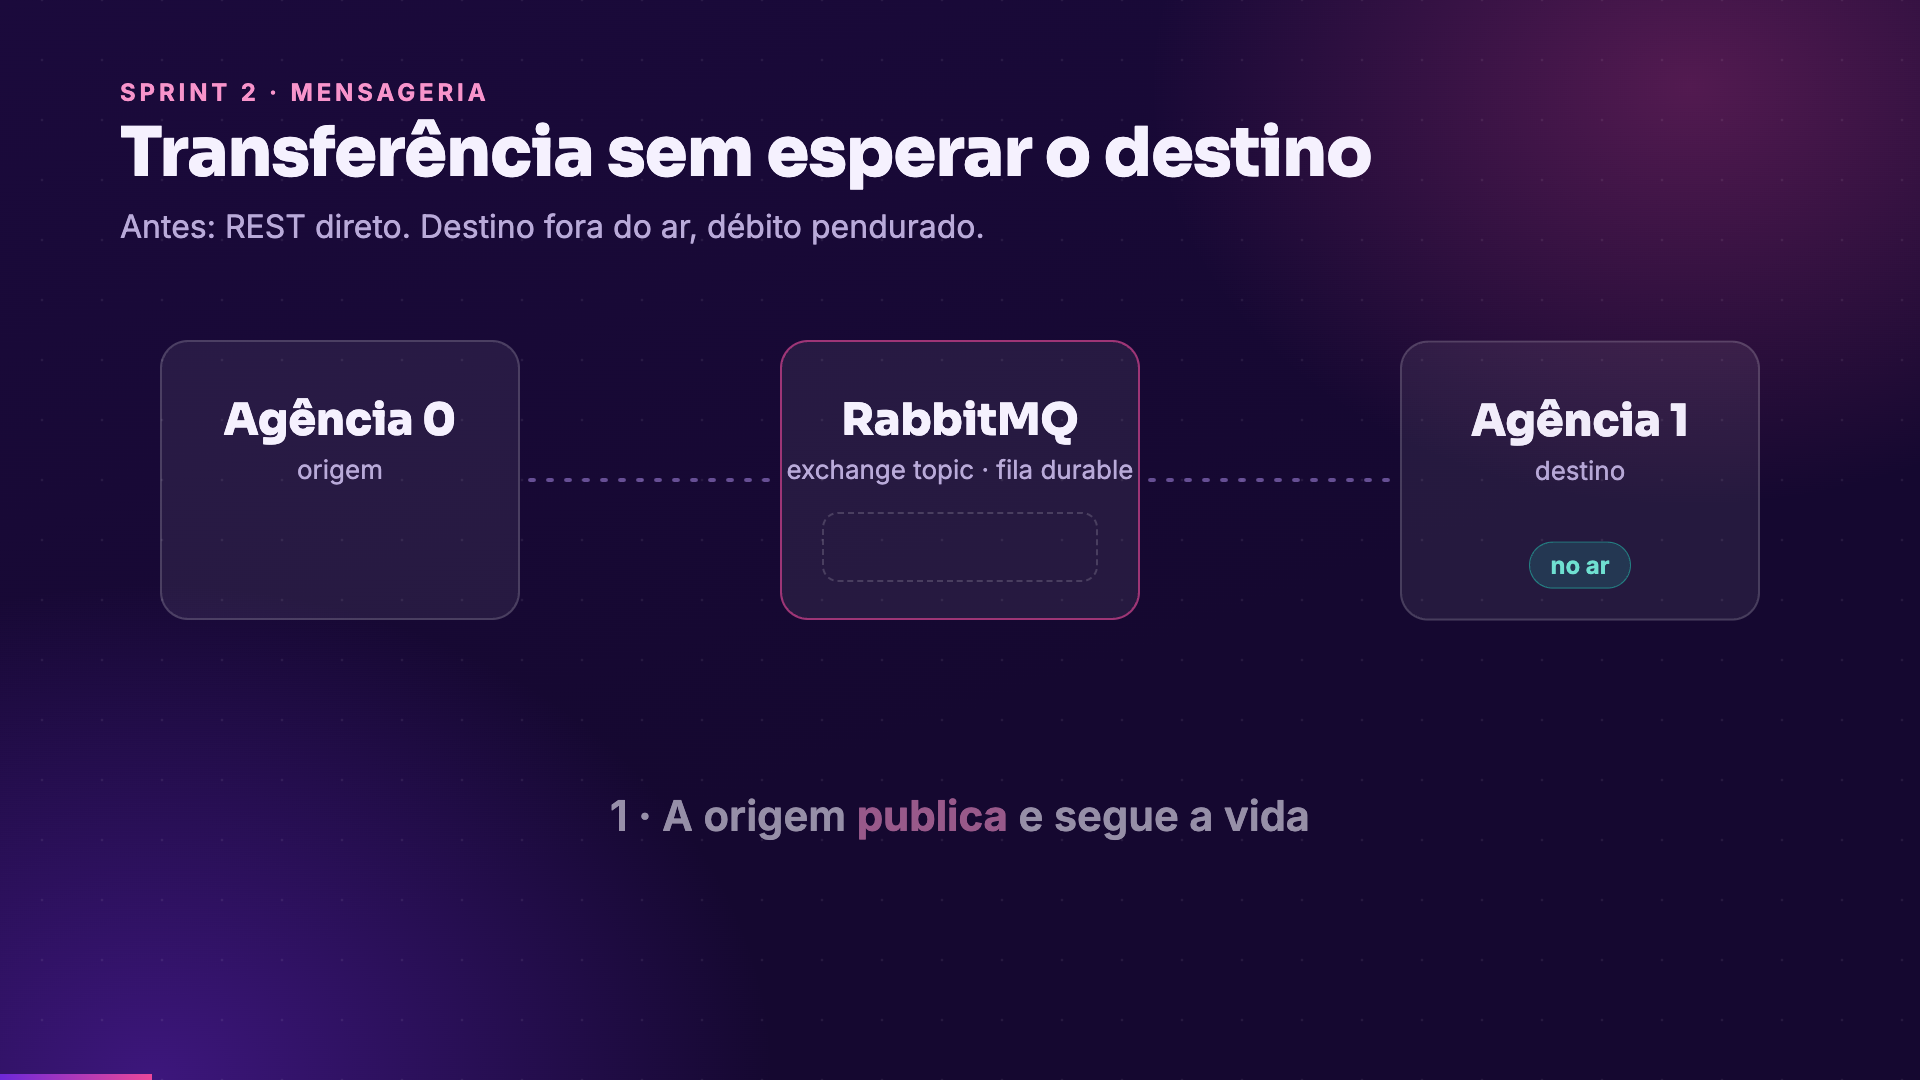 SPRINT 2 · MENSAGERIA
Transferência sem esperar o destino
Antes: REST direto. Destino fora do ar, débito pendurado.
Agência 0
origem
RabbitMQ
exchange topic · fila durable
Agência 1
destino
no ar
1 · A origem publica e segue a vida